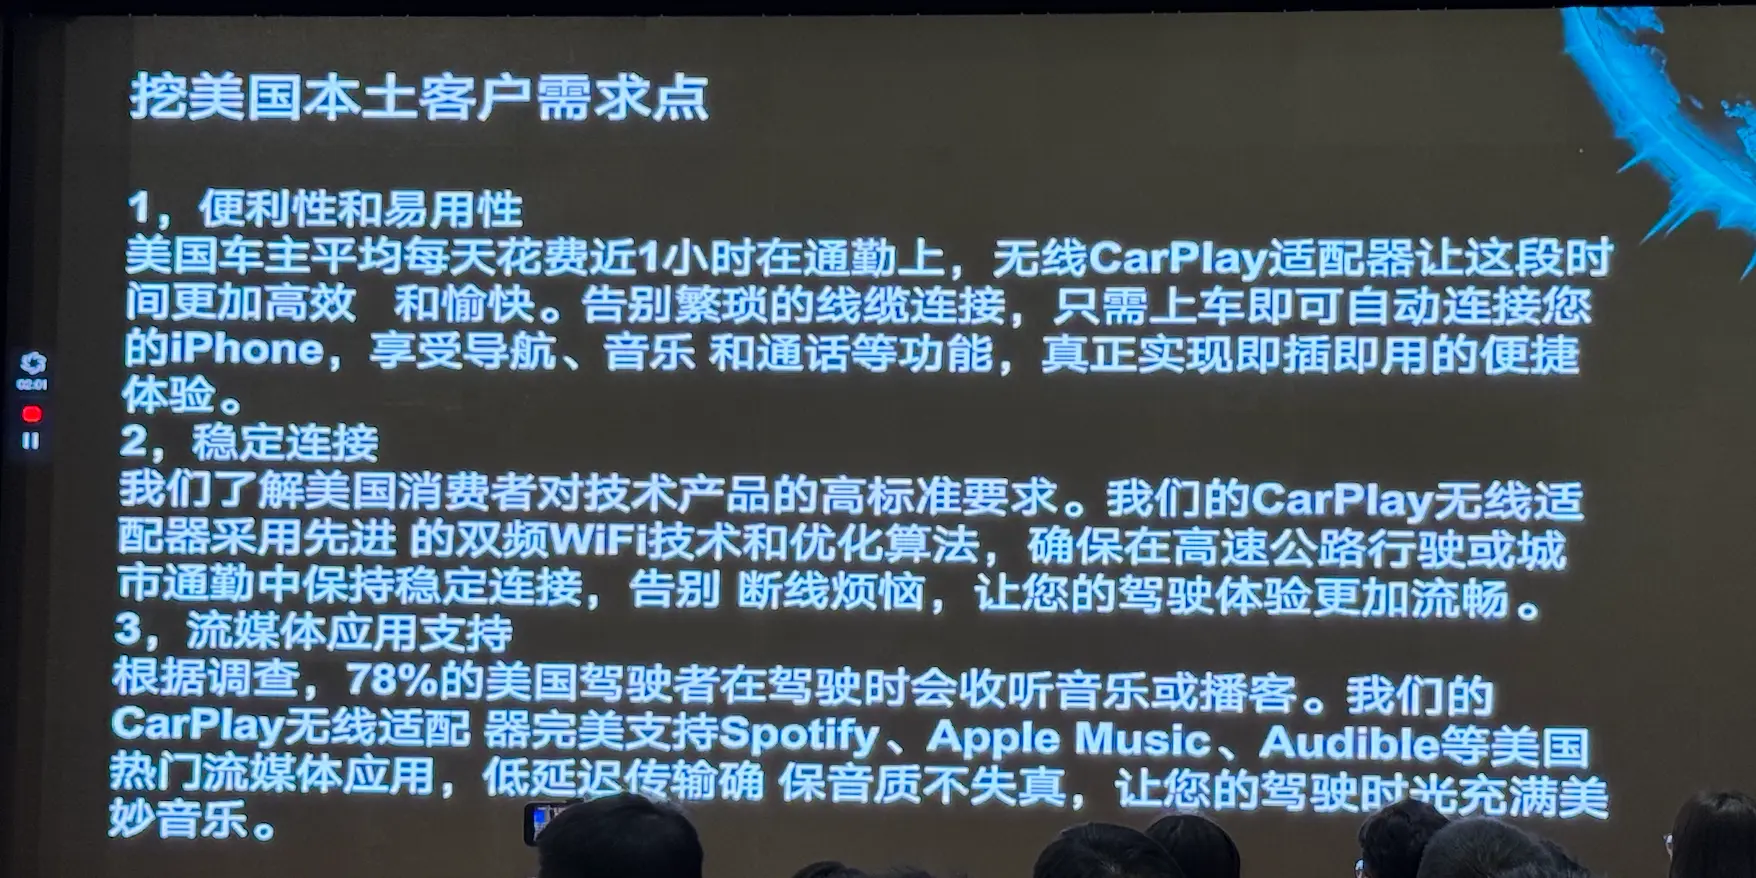 挖美国本土客户需求点
1，便利性和易用性
美国车主平均每天花费近1小时在通勤上，无线CarPlay适配器让这段时
间更加高效 和愉快。告别繁琐的线缆连接，只需上车即可自动连接您
的iPhone，享受导航、音乐 和通话等功能，真正实现即插即用的便捷
体验。
02:01
2，稳定连接
我们了解美国消费者对技术产品的高标准要求。我们的CarPlay无线适
配器采用先进 的双频WiFi技术和优化算法，确保在高速公路行驶或城
市通勤中保持稳定连接，告别 断线烦恼，让您的驾驶体验更加流畅。
3，流媒体应用支持
根据调查，78%的美国驾驶者在驾驶时会收听音乐或播客。我们的
CarPlay无线适配 器完美支持Spotify、Apple Music、Audible等美国
热门流媒体应用，低延迟传输确 保音质不失真，让您的驾驶时光充满美
妙音乐。